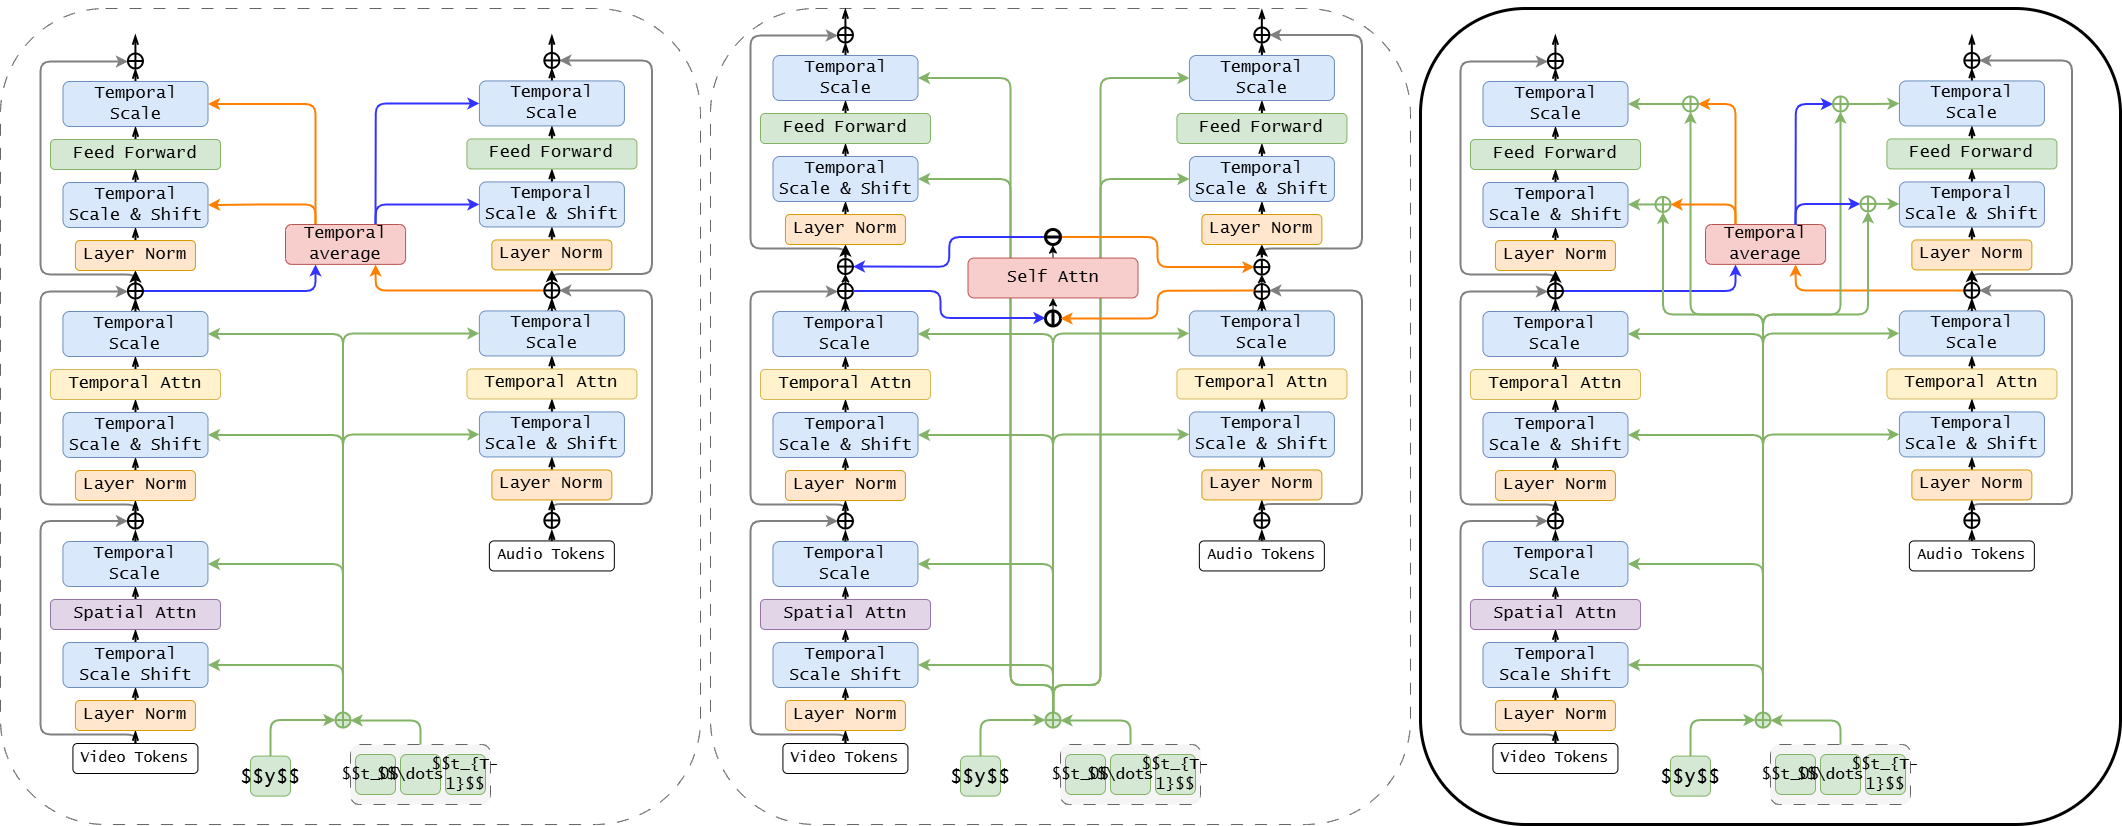 Temporal
Scale
Feed Forward
Temporal
Scale & Shift
Layer Norm
Temporal
average
Temporal
Scale
Feed Forward
Temporal
Scale & Shift
Layer Norm
Temporal
Scale
Temporal Attn
Temporal
Scale & Shift
Layer Norm
Temporal
Scale
Temporal Attn
Temporal
Scale & Shift
Layer Norm
Audio Tokens
Temporal
Scale
Spatial Attn
Temporal
Scale Shift
Layer Norm
Video Tokens
$$y$$
$$t_0$$
$$\dots
$$t_{T-
1}$$
Temporal
Scale
Feed Forward
Temporal
Scale & Shift
Layer Norm
Self Attn
Temporal
Scale
Feed Forward
Temporal
Scale & Shift
Layer Norm
Temporal
Scale
Temporal Attn
Temporal
Scale & Shift
Layer Norm
Temporal
Scale
Temporal Attn
Temporal
Scale & Shift
Layer Norm
Audio Tokens
Temporal
Scale
Spatial Attn
Temporal
Scale Shift
Layer Norm
Video Tokens
$$y$$
$$t_0$$
$$\dots
$$t_{T-
1}$$
Temporal
Scale
Feed Forward
Temporal
Scale & Shift
Layer Norm
Temporal
average
Temporal
Scale
Feed Forward
Temporal
Scale & Shift
Layer Norm
Temporal
Scale
Temporal Attn
Temporal
Scale & Shift
Layer Norm
Temporal
Scale
Temporal Attn
Temporal
Scale & Shift
Layer Norm
Audio Tokens
Temporal
Scale
Spatial Attn
Temporal
Scale Shift
Layer Norm
Video Tokens
$$y$$
$$t_0$$
$$\dots
$$t_{T-
1}$$